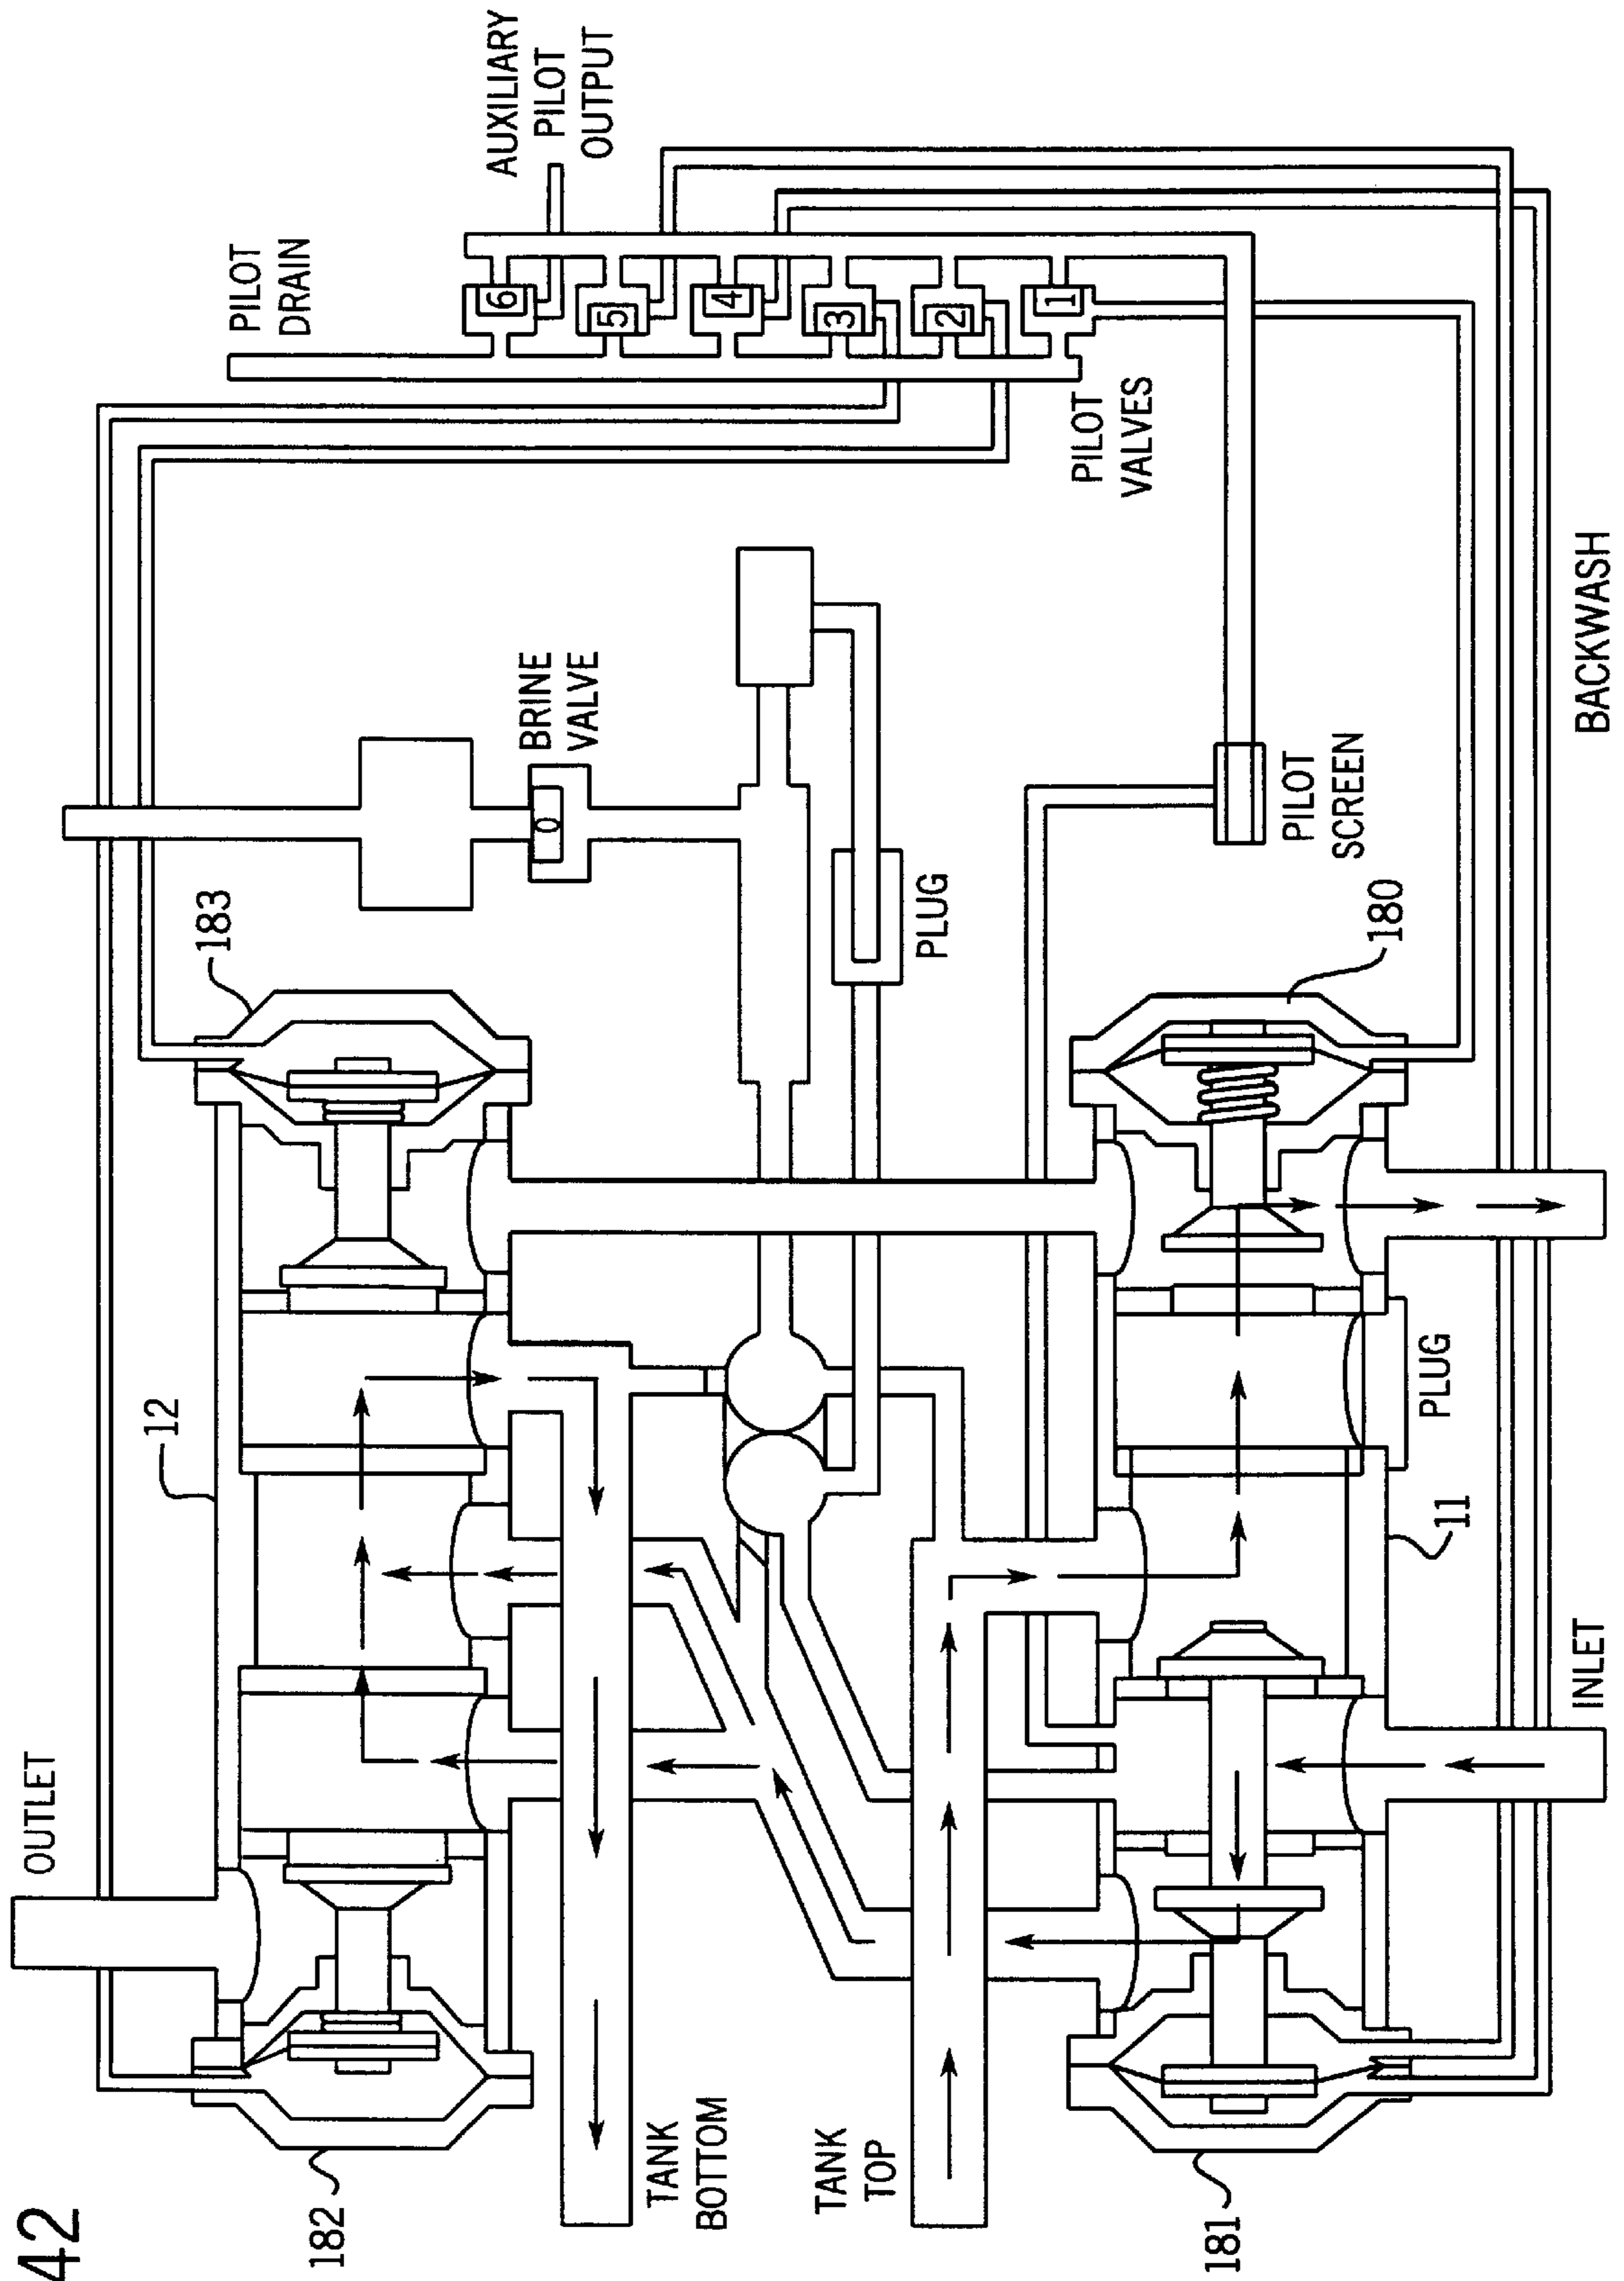 42
OUTLET
12
182
183
PILOT
DRAIN
AUXILIARY
PILOT
OUTPUT
6
5
4
3
2
1
PILOT
VALVES
BRINE
VALVE
0
PLUG
TANK
BOTTOM
TANK
TOP
PILOT
SCREEN
180
181
11
PLUG
INLET
BACKWASH